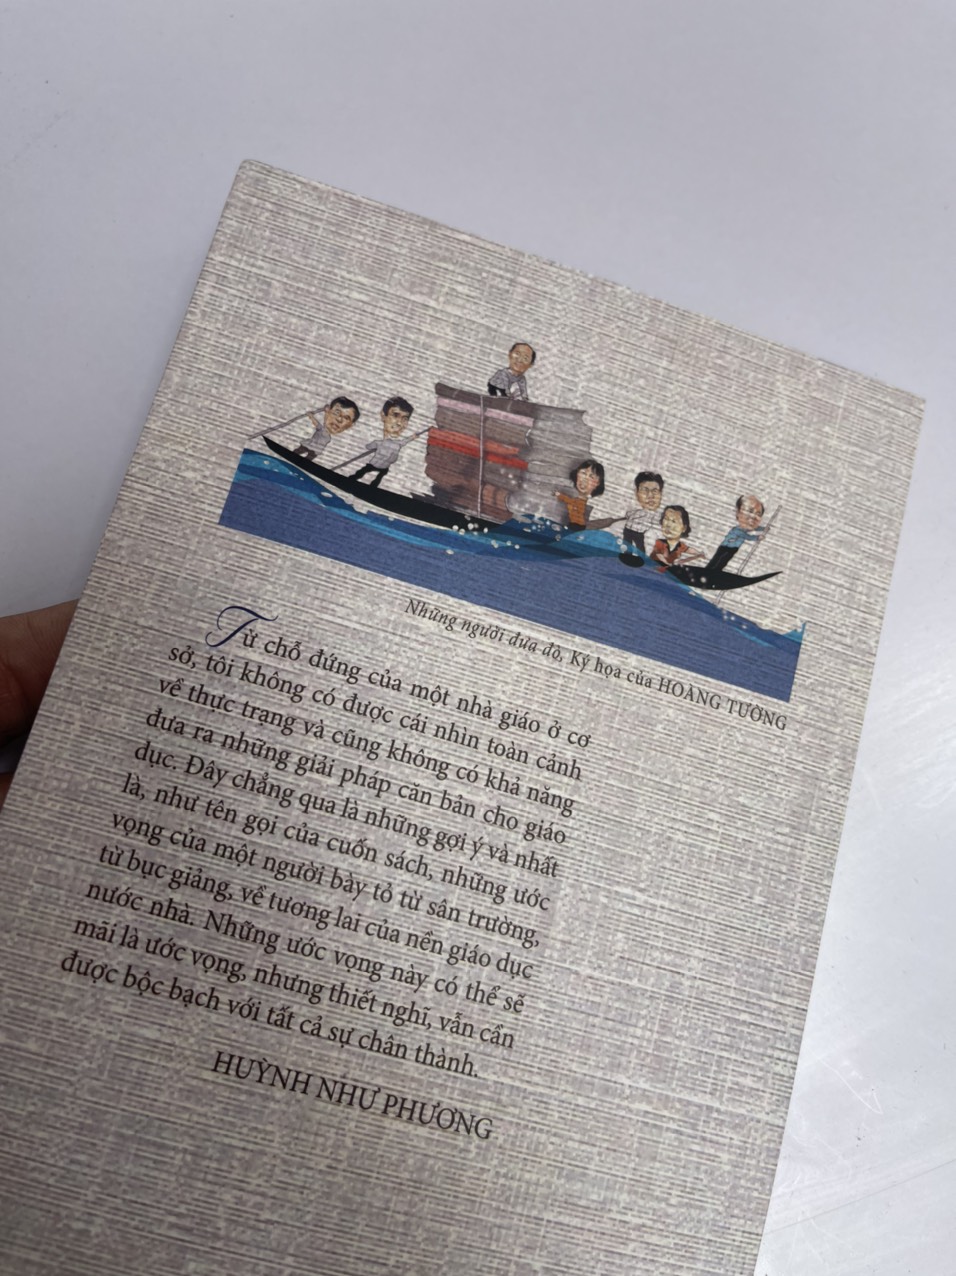 Những người đưa đò, Ký họa của HOÀNG TƯỜNG
Từ chỗ đứng của một nhà giáo ở cơ
sở, tôi không có được cái nhìn toàn cảnh
về thực trạng và cũng không có khả năng
đưa ra những giải pháp căn bản cho giáo
dục. Đây chẳng qua là những gợi ý và nhất
là, như tên gọi của cuốn sách, những ước
vọng của một người bày tỏ từ sân trường,
từ bục giảng, về tương lai của nền giáo dục
nước nhà. Những ước vọng này có thể sẽ
mãi là ước vọng, nhưng thiết nghĩ, vẫn cần
được bộc bạch với tất cả sự chân thành.
HUỲNH NHƯ PHƯƠNG